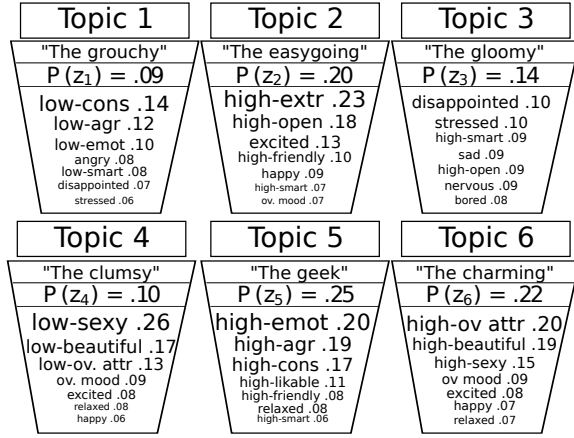 Topic 1
"The grouchy"
P(z1) = .09
low-cons .14
low-agr .12
low-emot .10
angry .08
low-smart .08
disappointed .07
stressed .06
Topic 2
"The easygoing"
P(z2) = .20
high-extr .23
high-open .18
excited .13
high-friendly .10
happy .09
high-smart .07
ov. mood .07
Topic 3
"The gloomy"
P(z3) = .14
disappointed .10
stressed .10
high-smart .09
sad .09
high-open .09
nervous .09
bored .08
Topic 4
"The clumsy"
P(z4) = .10
low-sexy .26
low-beautiful .17
low-ov. attr .13
ov. mood .09
excited .08
relaxed .08
happy .06
Topic 5
"The geek"
P(z5) = .25
high-emot .20
high-agr .19
high-cons .17
high-likable .11
high-friendly .08
relaxed .08
high-smart .06
Topic 6
"The charming"
P(z6) = .22
high-ov attr .20
high-beautiful .19
high-sexy .15
ov mood .09
excited .08
happy .07
relaxed .07